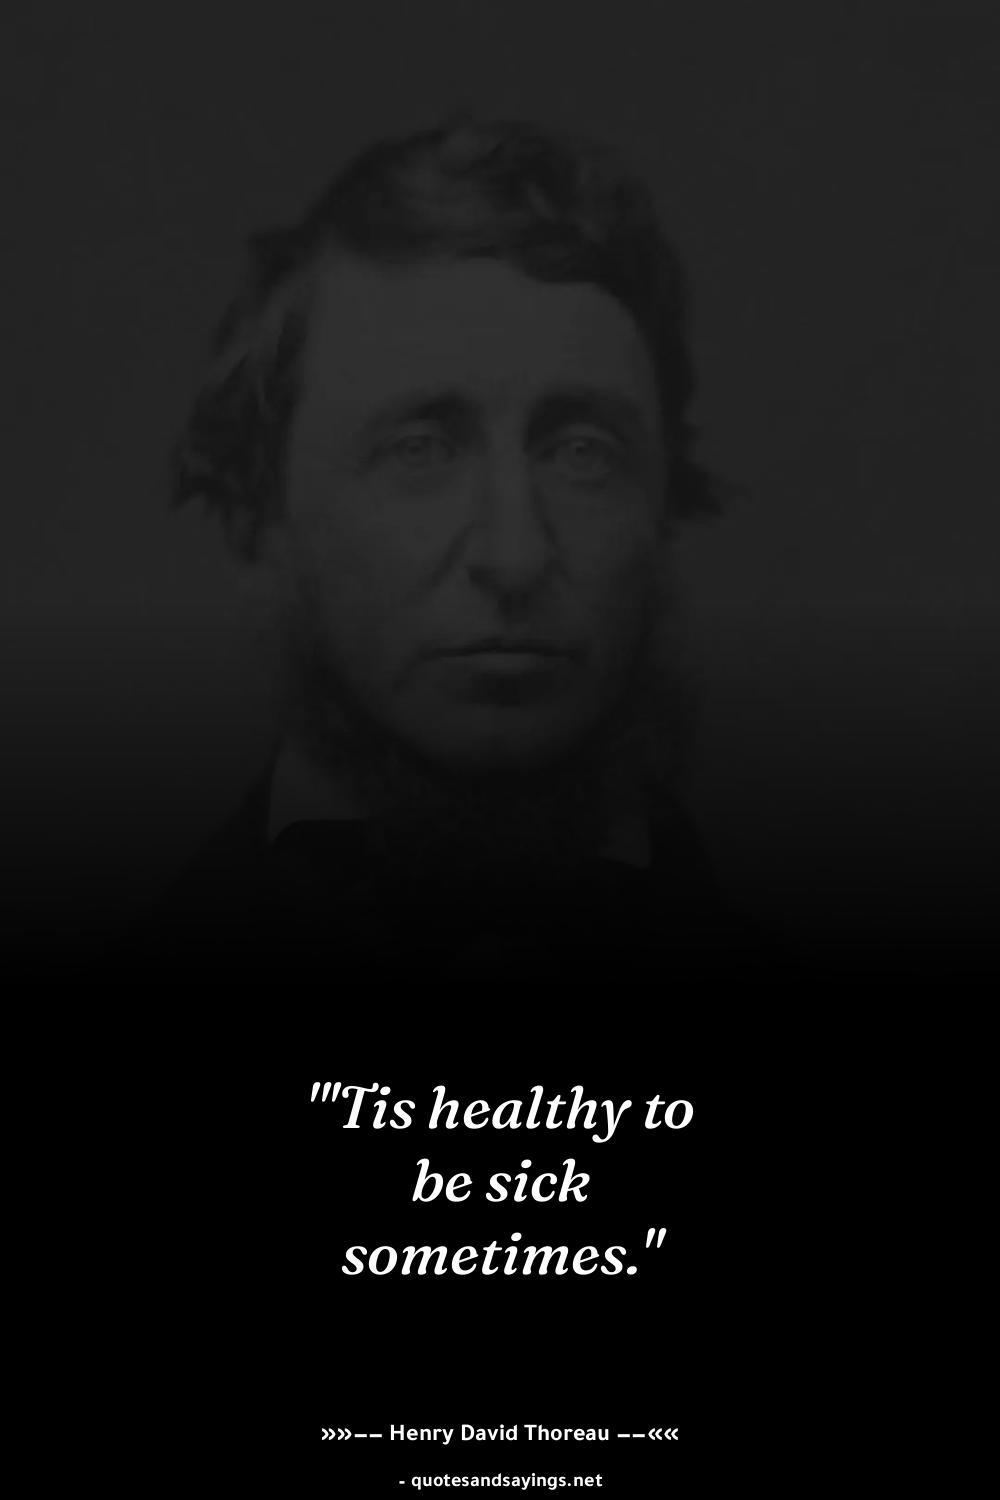 "'Tis healthy to
be sick
sometimes."
»»−− Henry David Thoreau −−««
- quotesandsayings.net